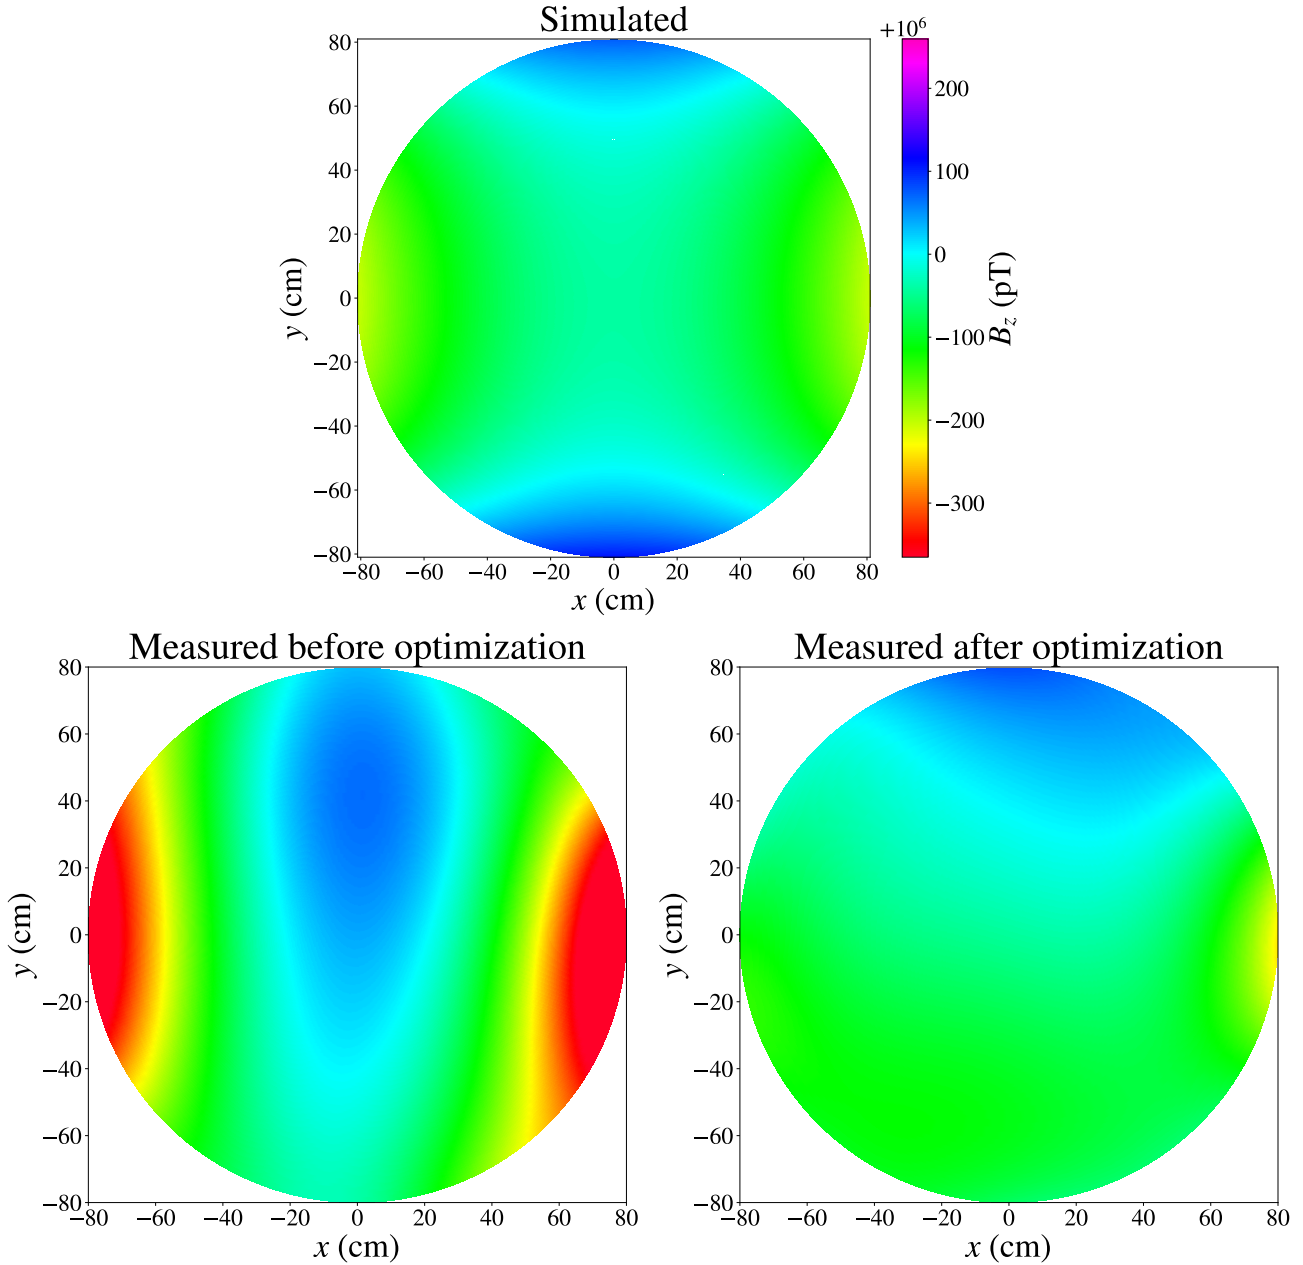 Simulated
+10⁶
80
60
40
20
0
−20
−40
−60
−80
y (cm)
−80 −60 −40 −20 0 20 40 60 80
x (cm)
200
100
0
−100
−200
−300
B_z (pT)
Measured before optimization
80
60
40
20
0
−20
−40
−60
−80
y (cm)
−80 −60 −40 −20 0 20 40 60 80
x (cm)
Measured after optimization
80
60
40
20
0
−20
−40
−60
−80
y (cm)
−80 −60 −40 −20 0 20 40 60 80
x (cm)